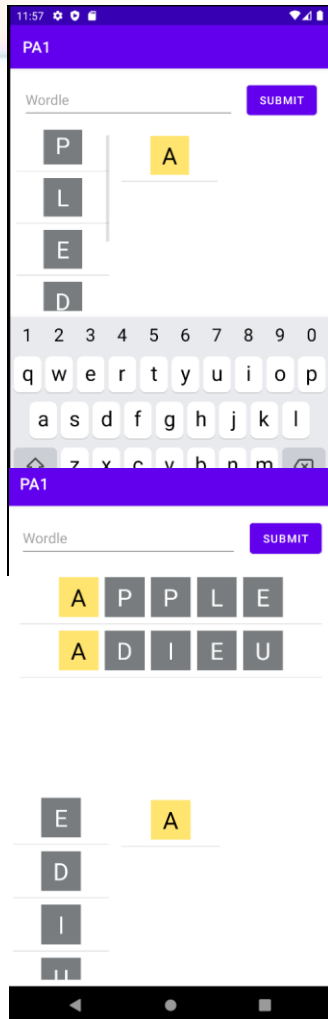 11:57
PA1
Wordle
SUBMIT
P
A
L
E
D
1 2 3 4 5 6 7 8 9 0
q w e r t y u i o p
a s d f g h j k l
z x c v b n m
PA1
Wordle
SUBMIT
A P P L E
A D I E U
E
A
D
I
U